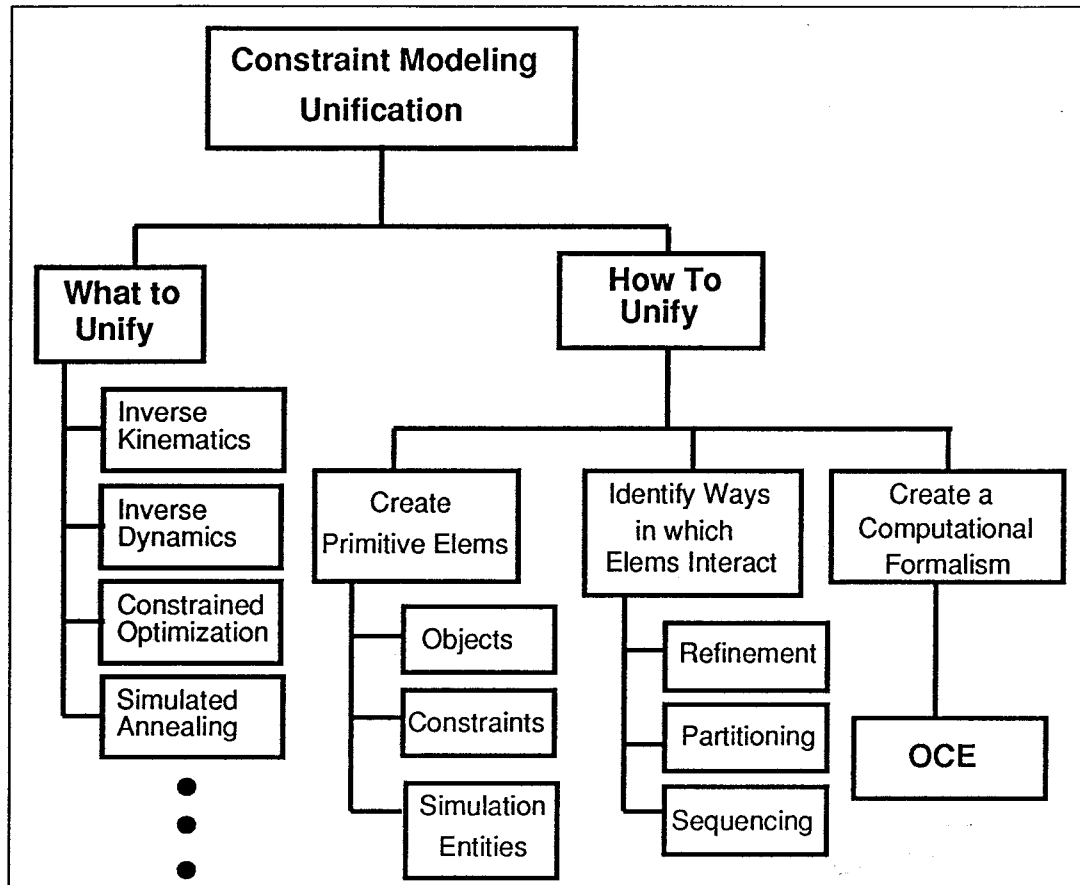 Constraint Modeling
Unification
What to
Unify
How To
Unify
Inverse
Kinematics
Inverse
Dynamics
Constrained
Optimization
Simulated
Annealing
Create
Primitive Elems
Objects
Constraints
Simulation
Entities
Identify Ways
in which
Elems Interact
Refinement
Partitioning
Sequencing
Create a
Computational
Formalism
OCE